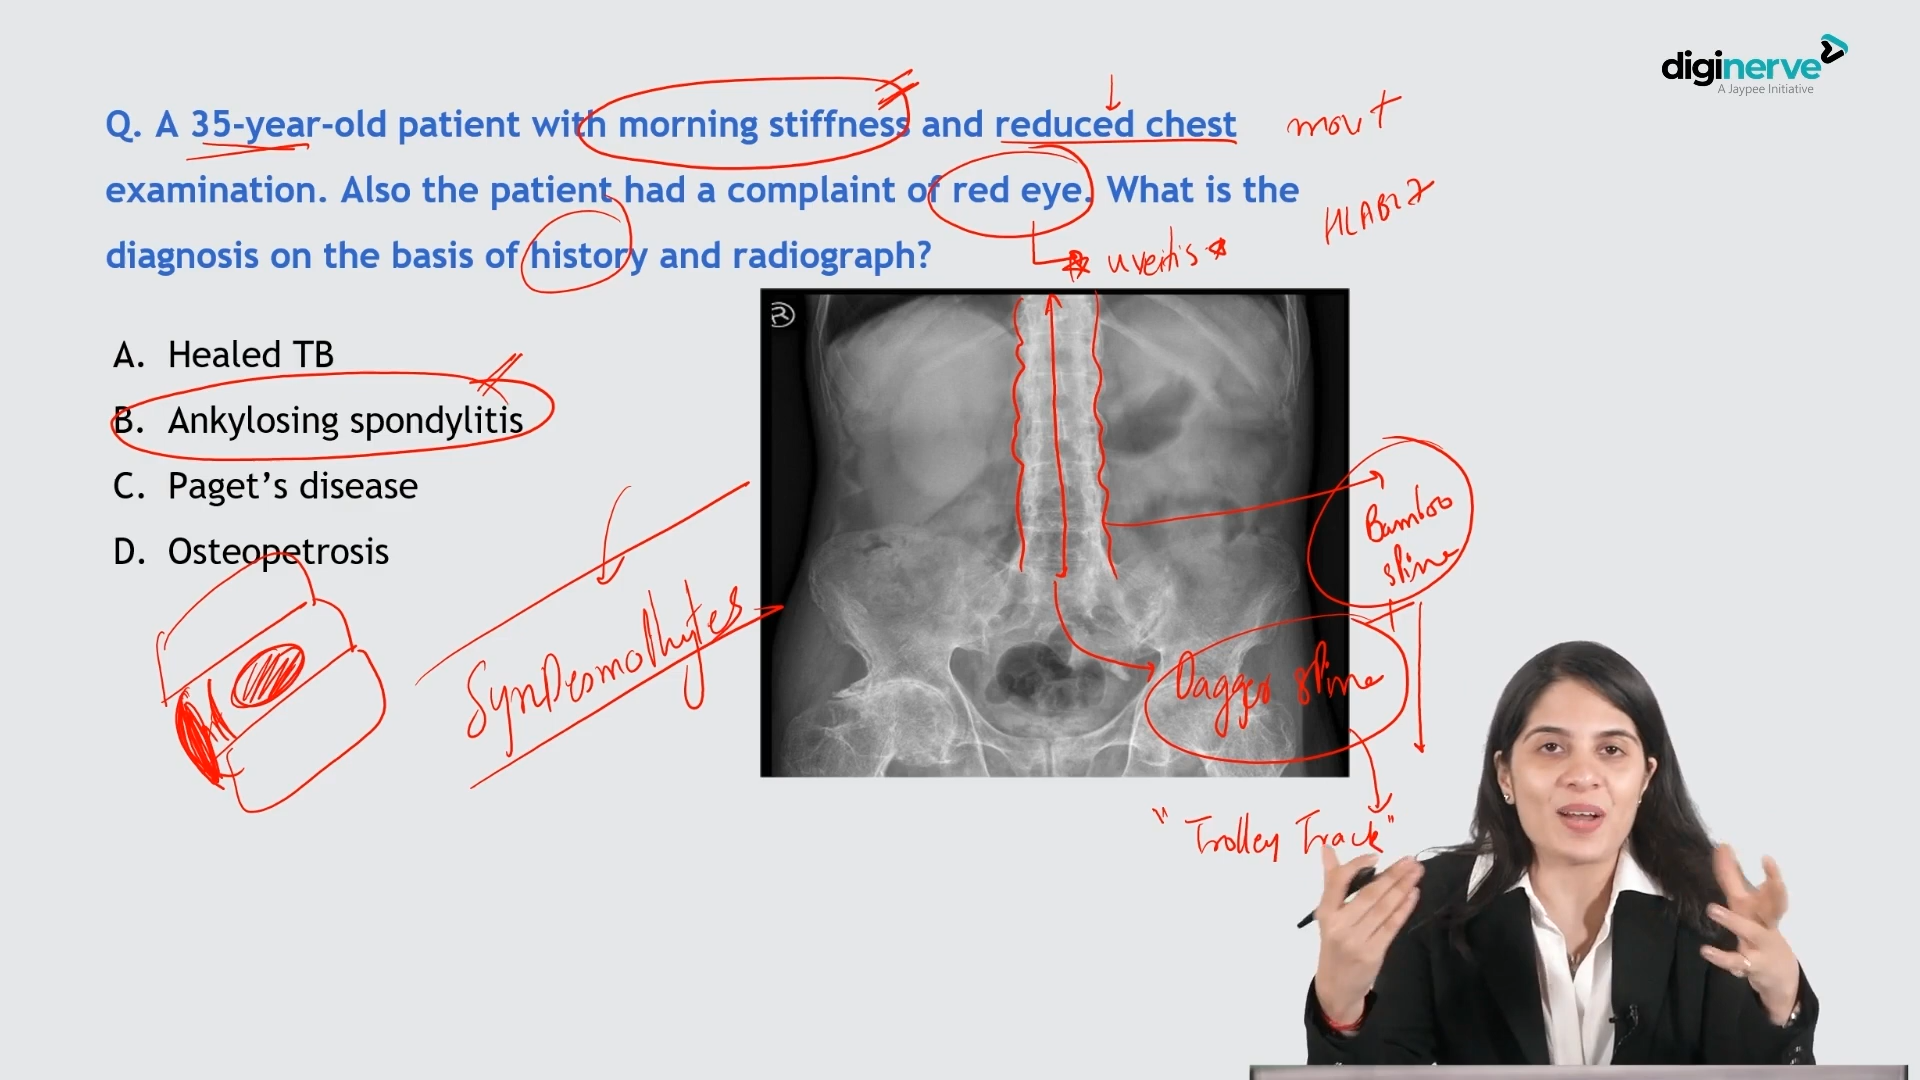 diginerve
A Jaypee Initiative
Q. A 35-year-old patient with morning stiffness and reduced chest movt
examination. Also the patient had a complaint of red eye. What is the
HLAB27
diagnosis on the basis of history and radiograph?
uveitis
R
A. Healed TB
B. Ankylosing spondylitis
C. Paget's disease
D. Osteopetrosis
Bamboo
spine
SynDesmophytes
Dagger spine
"Trolley Track"